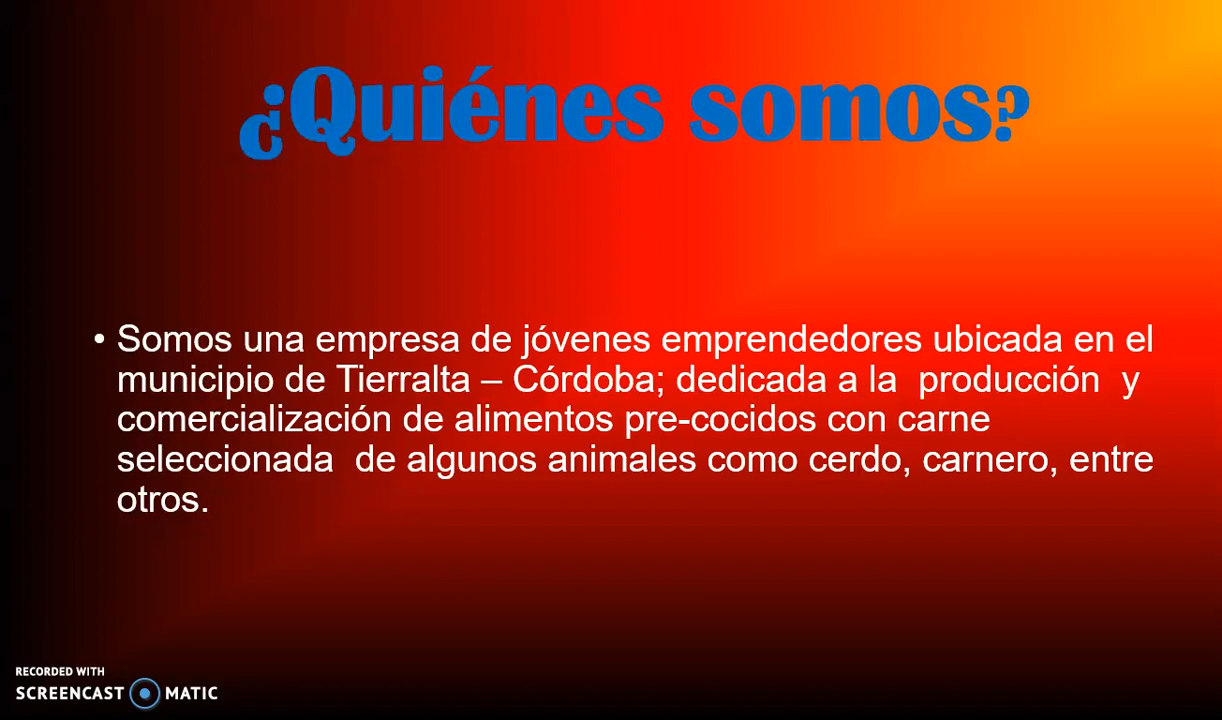 ¿Quiénes somos?
• Somos una empresa de jóvenes emprendedores ubicada en el
municipio de Tierralta – Córdoba; dedicada a la  producción  y
comercialización de alimentos pre-cocidos con carne
seleccionada  de algunos animales como cerdo, carnero, entre
otros.
RECORDED WITH
SCREENCAST MATIC